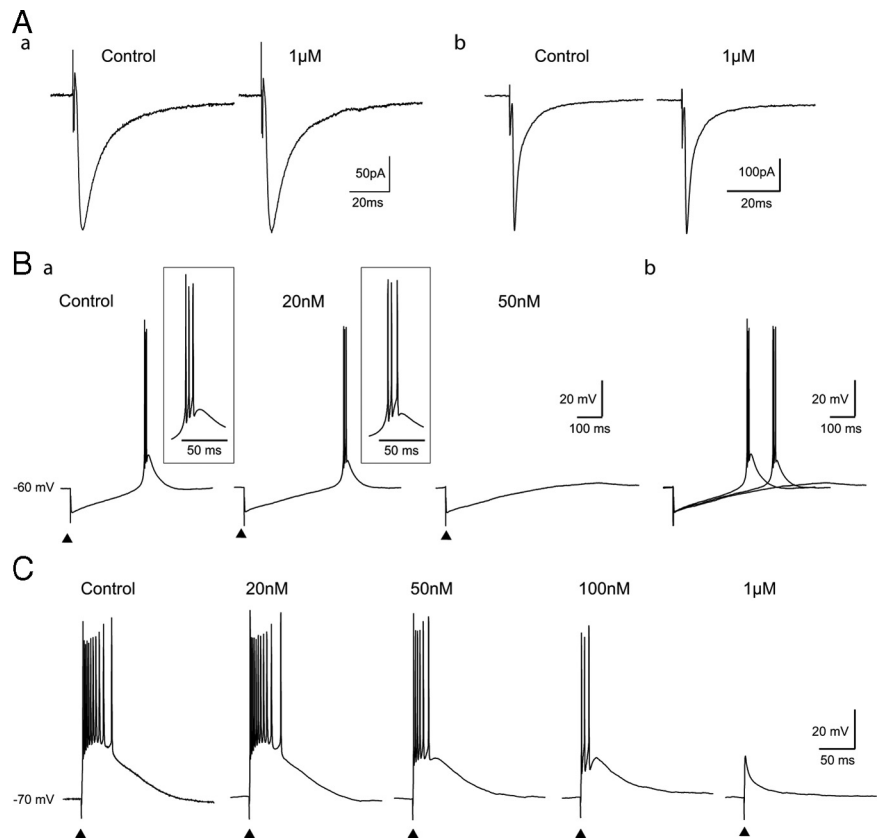 A
a
Control
1µM
50pA
20ms
b
Control
1µM
100pA
20ms
B
a
Control
50 ms
20nM
50 ms
50nM
20 mV
100 ms
-60 mV
b
20 mV
100 ms
C
Control
20nM
50nM
100nM
1µM
20 mV
50 ms
-70 mV